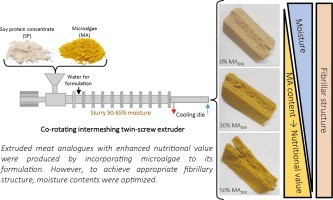 Soy protein concentrate
(SP)
Microalgae
(MA)
Water for
formulation
Slurry 50-65% moisture
Cooling die
Co-rotating intermeshing twin-screw extruder
Extruded meat analogues with enhanced nutritional value
were produced by incorporating microalgae to its
formulation. However, to achieve appropriate fibrillary
structure, moisture contents were optimized.
0% MA
30% MA
50% MA
Moisture
MA content → Nutritional value
Fibrillar structure